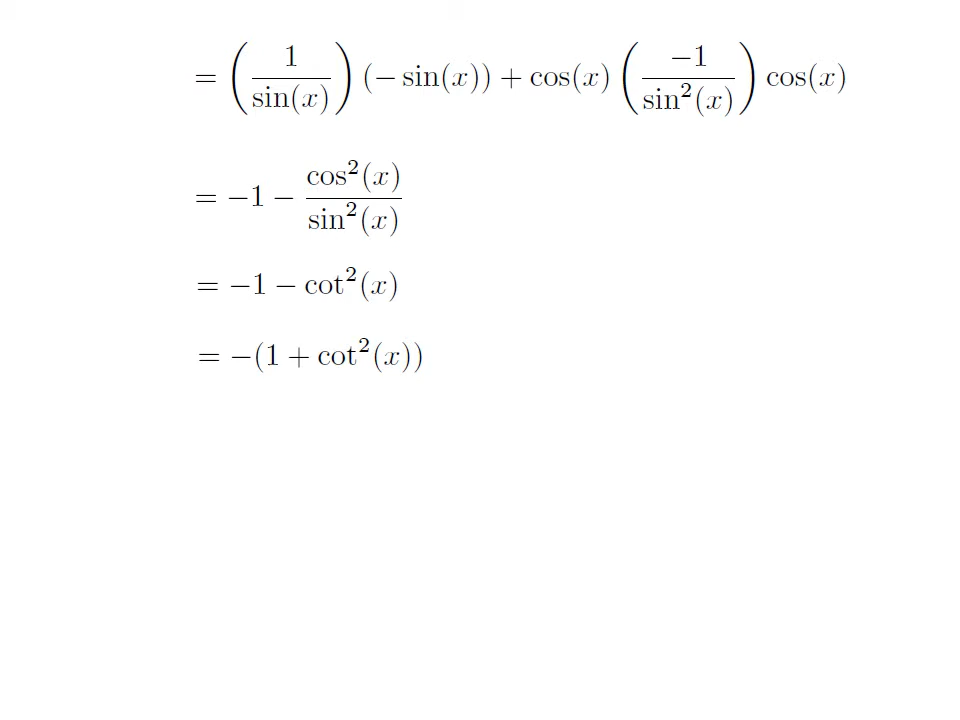 = (1/sin(x)) (− sin(x)) + cos(x) (−1/sin²(x)) cos(x)
= −1 − cos²(x)/sin²(x)
= −1 − cot²(x)
= −(1 + cot²(x))